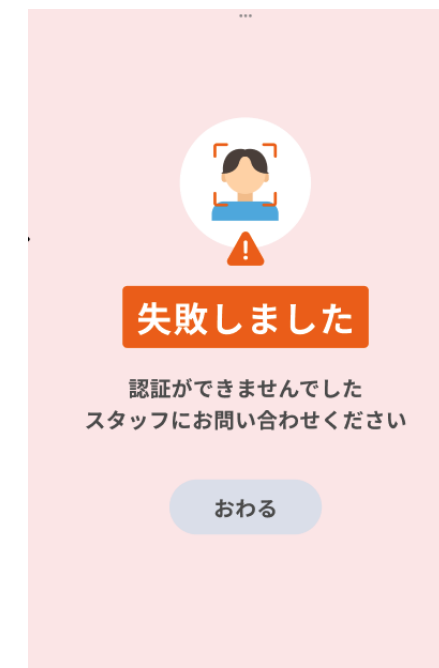 失敗しました
認証ができませんでした
スタッフにお問い合わせください
おわる